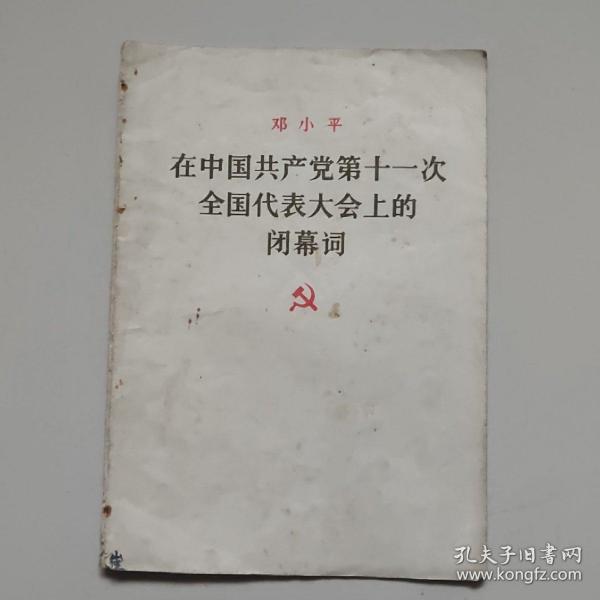 邓小平
在中国共产党第十一次
全国代表大会上的
闭幕词
孔夫子旧书网
www.kongfz.com